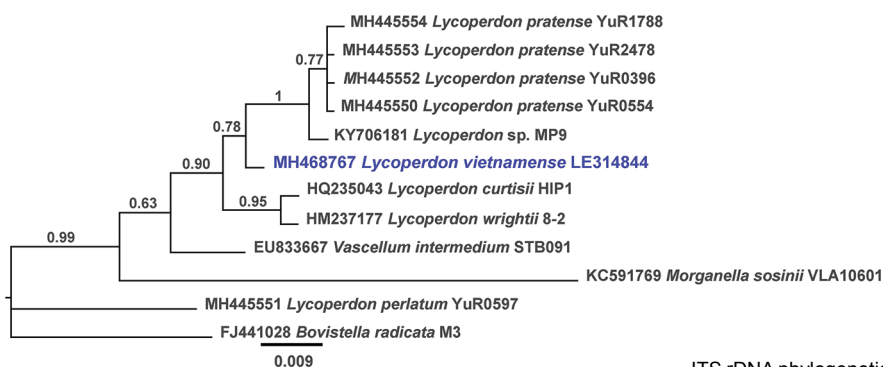 MH445554 Lycoperdon pratense YuR1788
MH445553 Lycoperdon pratense YuR2478
0.77
MH445552 Lycoperdon pratense YuR0396
1
MH445550 Lycoperdon pratense YuR0554
0.78
KY706181 Lycoperdon sp. MP9
0.90
MH468767 Lycoperdon vietnamense LE314844
HQ235043 Lycoperdon curtisii HIP1
0.95
0.63
HM237177 Lycoperdon wrightii 8-2
0.99
EU833667 Vascellum intermedium STB091
KC591769 Morganella sosinii VLA10601
MH445551 Lycoperdon perlatum YuR0597
FJ441028 Bovistella radicata M3
0.009